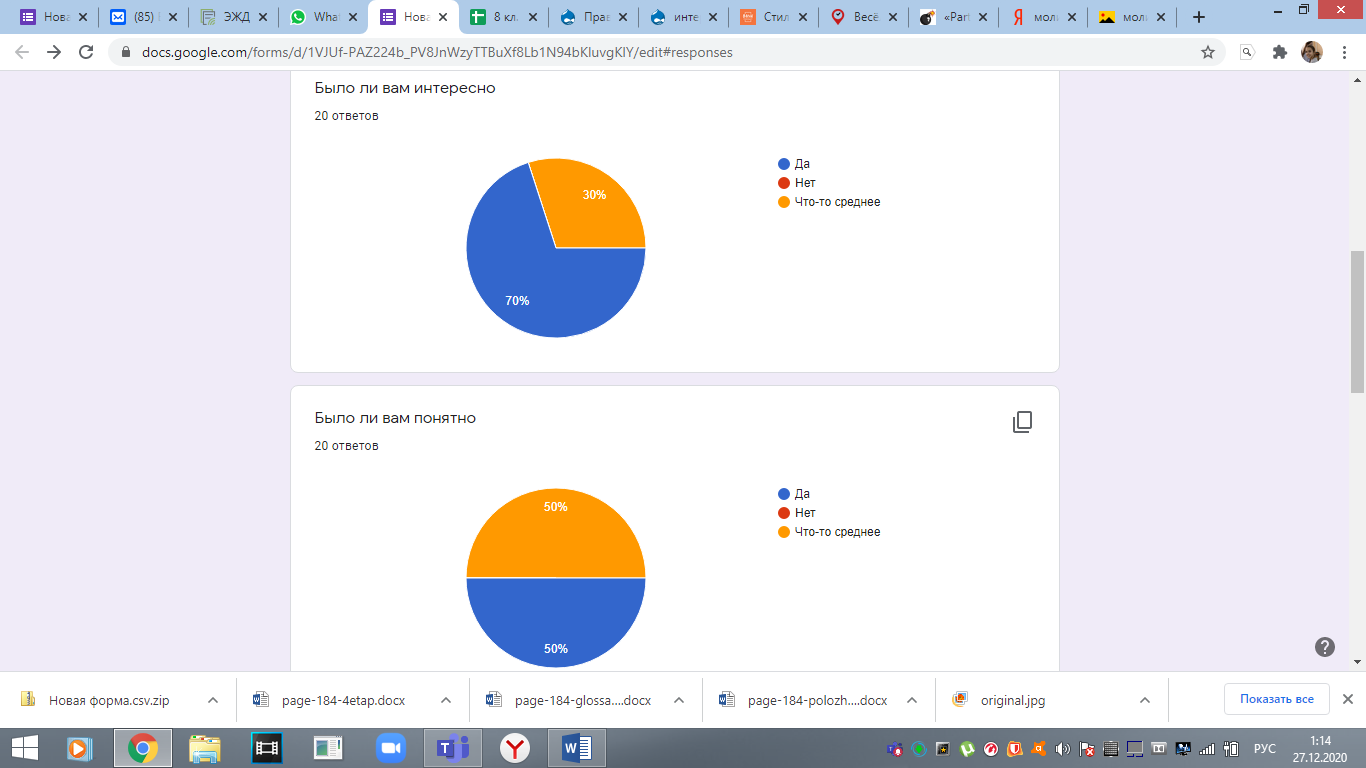 Нова
(85)
ЭЖД
What
Нова
8 кл.
Прав
инте
Стил
Весё
«Part
моли
моли
docs.google.com/forms/d/1VJUf-PAZ224b_PV8JnWzyTTBuXf8Lb1N94bKluvgKlY/edit#responses
Было ли вам интересно
20 ответов
Да
Нет
Что-то среднее
30%
70%
Было ли вам понятно
20 ответов
Да
Нет
Что-то среднее
50%
50%
Новая форма.csv.zip
page-184-4etap.docx
page-184-glossa....docx
page-184-polozh....docx
original.jpg
Показать все
РУС
1:14
27.12.2020